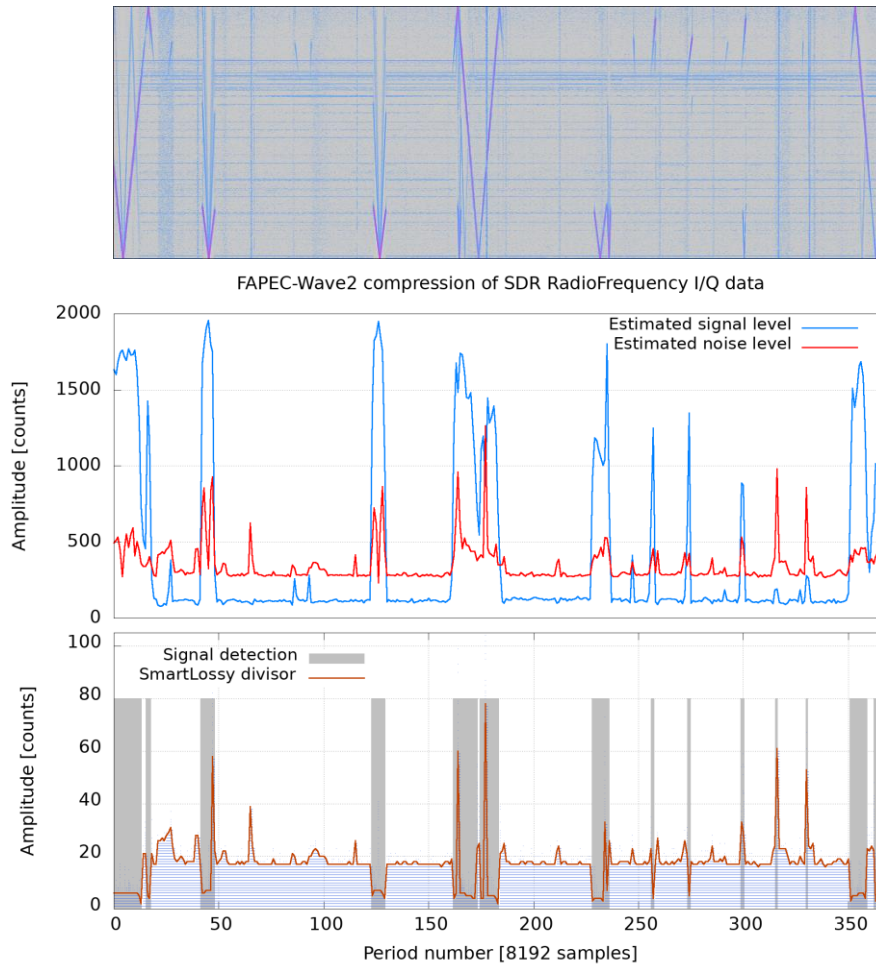 FAPEC-Wave2 compression of SDR RadioFrequency I/Q data
2000
1500
1000
500
0
Amplitude [counts]
Estimated signal level
Estimated noise level
100
80
60
40
20
0
Amplitude [counts]
Signal detection
SmartLossy divisor
0 50 100 150 200 250 300 350
Period number [8192 samples]